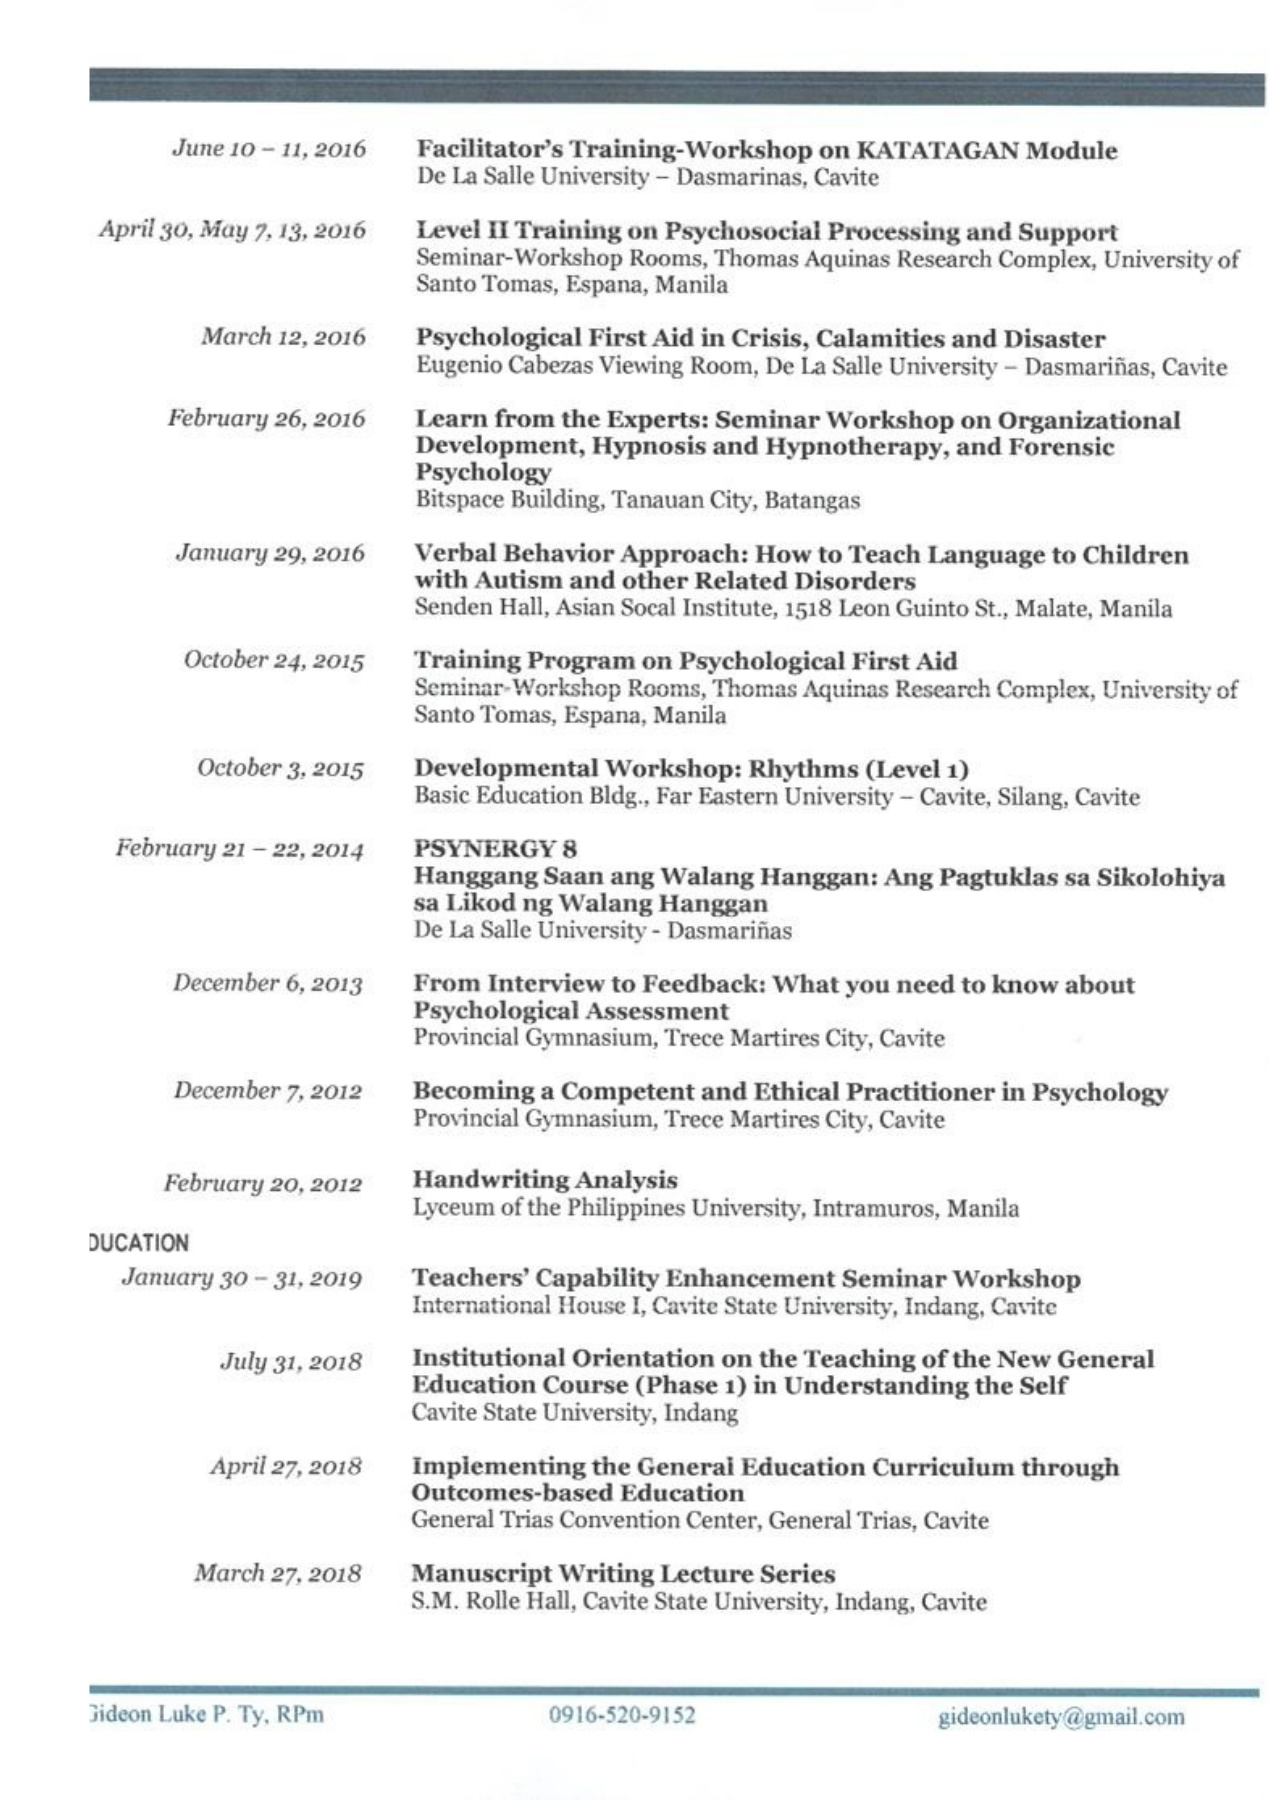 June 10 – 11, 2016 Facilitator's Training-Workshop on KATATAGAN Module
De La Salle University – Dasmarinas, Cavite
April 30, May 7, 13, 2016 Level II Training on Psychosocial Processing and Support
Seminar-Workshop Rooms, Thomas Aquinas Research Complex, University of
Santo Tomas, Espana, Manila
March 12, 2016 Psychological First Aid in Crisis, Calamities and Disaster
Eugenio Cabezas Viewing Room, De La Salle University – Dasmariñas, Cavite
February 26, 2016 Learn from the Experts: Seminar Workshop on Organizational
Development, Hypnosis and Hypnotherapy, and Forensic
Psychology
Bitspace Building, Tanauan City, Batangas
January 29, 2016 Verbal Behavior Approach: How to Teach Language to Children
with Autism and other Related Disorders
Senden Hall, Asian Socal Institute, 1518 Leon Guinto St., Malate, Manila
October 24, 2015 Training Program on Psychological First Aid
Seminar-Workshop Rooms, Thomas Aquinas Research Complex, University of
Santo Tomas, Espana, Manila
October 3, 2015 Developmental Workshop: Rhythms (Level 1)
Basic Education Bldg., Far Eastern University – Cavite, Silang, Cavite
February 21 – 22, 2014 PSYNERGY 8
Hanggang Saan ang Walang Hanggan: Ang Pagtuklas sa Sikolohiya
sa Likod ng Walang Hanggan
De La Salle University - Dasmariñas
December 6, 2013 From Interview to Feedback: What you need to know about
Psychological Assessment
Provincial Gymnasium, Trece Martires City, Cavite
December 7, 2012 Becoming a Competent and Ethical Practitioner in Psychology
Provincial Gymnasium, Trece Martires City, Cavite
February 20, 2012 Handwriting Analysis
Lyceum of the Philippines University, Intramuros, Manila
DUCATION
January 30 – 31, 2019 Teachers' Capability Enhancement Seminar Workshop
International House I, Cavite State University, Indang, Cavite
July 31, 2018 Institutional Orientation on the Teaching of the New General
Education Course (Phase 1) in Understanding the Self
Cavite State University, Indang
April 27, 2018 Implementing the General Education Curriculum through
Outcomes-based Education
General Trias Convention Center, General Trias, Cavite
March 27, 2018 Manuscript Writing Lecture Series
S.M. Rolle Hall, Cavite State University, Indang, Cavite
Gideon Luke P. Ty, RPm 0916-520-9152 gideonlukety@gmail.com